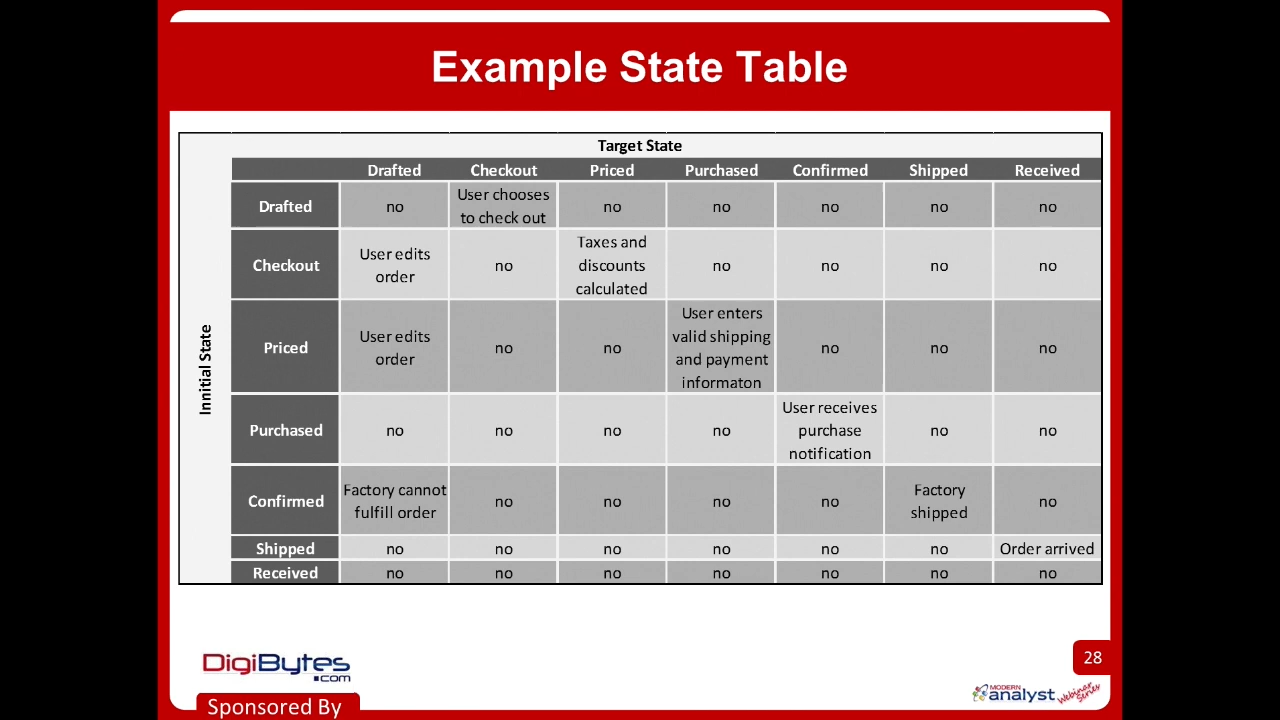 Example State Table
Target State
Drafted Checkout Priced Purchased Confirmed Shipped Received
Innitial State
Drafted no User chooses no no no no no
to check out
Checkout User edits no Taxes and no no no no
order discounts
calculated
Priced User edits no no User enters no no no
order valid shipping
and payment
informaton
Purchased no no no no User receives no no
purchase
notification
Confirmed Factory cannot no no no no Factory no
fulfill order shipped
Shipped no no no no no no Order arrived
Received no no no no no no no
DigiBytes
.com
28
MODERN
analyst Webinar
Series
Sponsored By